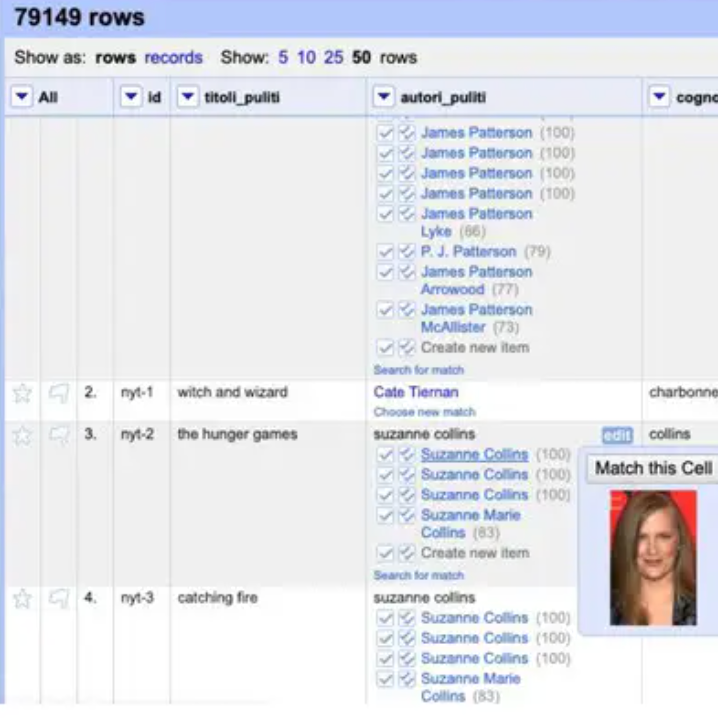 79149 rows
Show as: rows records Show: 5 10 25 50 rows
All id titoli_puliti autori_puliti cogno
James Patterson (100)
James Patterson (100)
James Patterson (100)
James Patterson (100)
James Patterson
Lyke (66)
P. J. Patterson (79)
James Patterson
Arrowood (77)
James Patterson
McAllister (73)
Create new item
Search for match
2. nyt-1 witch and wizard Cate Tiernan charbonne
Choose new match
3. nyt-2 the hunger games suzanne collins edit collins
Suzanne Collins (100)
Match this Cell
Suzanne Collins (100)
Suzanne Collins (100)
Suzanne Marie
Collins (83)
Create new item
Search for match
4. nyt-3 catching fire suzanne collins
Suzanne Collins (100)
Suzanne Collins (100)
Suzanne Collins (100)
Suzanne Marie
Collins (83)